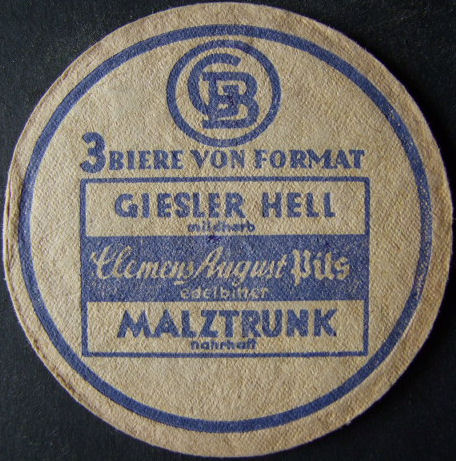 GB
3 BIERE VON FORMAT
GIESLER HELL
mildherb
Clemens August Pils
edelbitter
MALZTRUNK
nahrhaft